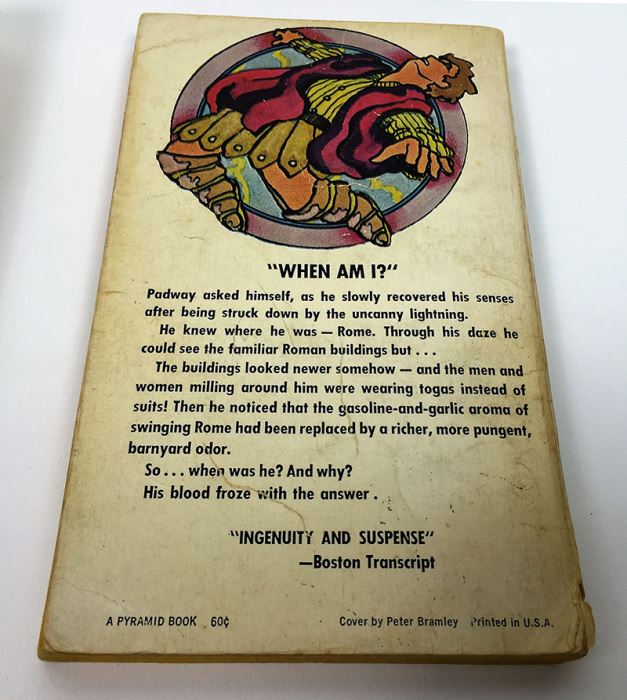 "WHEN AM I?"
Padway asked himself, as he slowly recovered his senses
after being struck down by the uncanny lightning.
He knew where he was — Rome. Through his daze he
could see the familiar Roman buildings but . . .
The buildings looked newer somehow — and the men and
women milling around him were wearing togas instead of
suits! Then he noticed that the gasoline-and-garlic aroma of
swinging Rome had been replaced by a richer, more pungent,
barnyard odor.
So . . . when was he? And why?
His blood froze with the answer .
"INGENUITY AND SUSPENSE"
—Boston Transcript
A PYRAMID BOOK 60¢ Cover by Peter Bramley Printed in U.S.A.